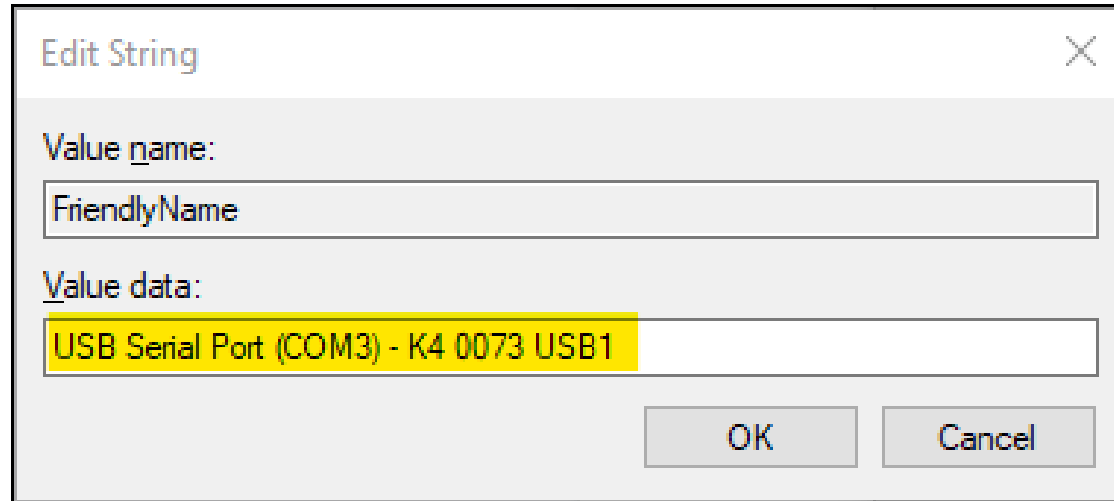 Edit String
Value name:
FriendlyName
Value data:
USB Serial Port (COM3) - K4 0073 USB1
OK Cancel